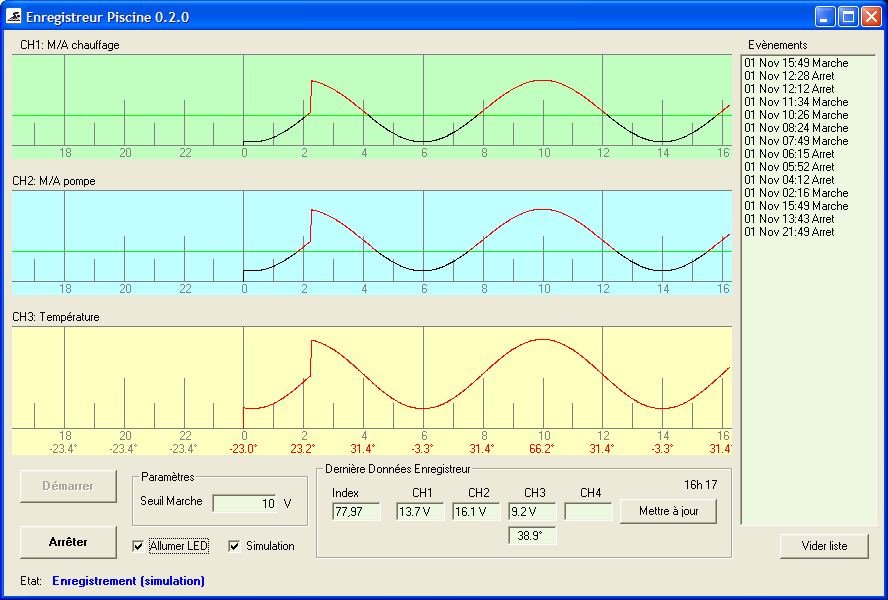 Enregistreur Piscine 0.2.0
CH1: M/A chauffage
18 20 22 0 2 4 6 8 10 12 14 16
CH2: M/A pompe
18 20 22 0 2 4 6 8 10 12 14 16
CH3: Température
18 20 22 0 2 4 6 8 10 12 14 16
-23.4° -23.4° -23.4° -23.0° 23.2° 31.4° -3.3° 31.4° 66.2° 31.4° -3.3° 31.4
Evènements
01 Nov 15:49 Marche
01 Nov 12:28 Arret
01 Nov 12:12 Arret
01 Nov 11:34 Marche
01 Nov 10:26 Marche
01 Nov 08:24 Marche
01 Nov 07:49 Marche
01 Nov 06:15 Arret
01 Nov 05:52 Arret
01 Nov 04:12 Arret
01 Nov 02:16 Marche
01 Nov 15:49 Marche
01 Nov 13:43 Arret
01 Nov 21:49 Arret
Démarrer
Arrêter
Paramètres
Seuil Marche 10 V
Allumer LED Simulation
Dernière Données Enregistreur
16h 17
Index CH1 CH2 CH3 CH4
77,97 13.7 V 16.1 V 9.2 V
38.9°
Mettre à jour
Vider liste
Etat: Enregistrement (simulation)